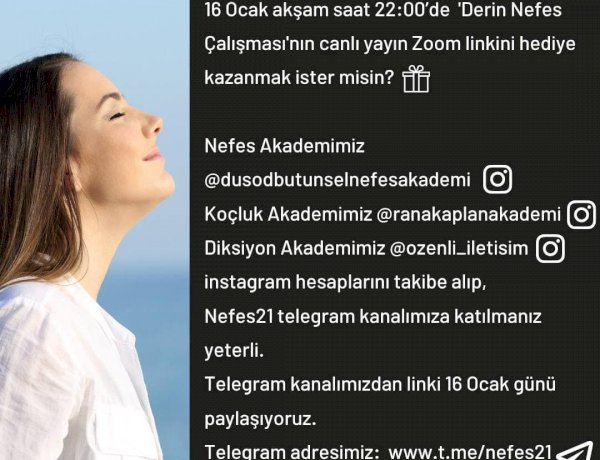 16 Ocak akşam saat 22:00’de 'Derin Nefes
Çalışması'nın canlı yayın Zoom linkini hediye
kazanmak ister misin?
Nefes Akademimiz
@dusodbutunselnefesakademi
Koçluk Akademimiz @ranakaplanakademi
Diksiyon Akademimiz @ozenli_iletisim
instagram hesaplarını takibe alıp,
Nefes21 telegram kanalımıza katılmanız
yeterli.
Telegram kanalımızdan linki 16 Ocak günü
paylaşıyoruz.
Telegram adresimiz: www.t.me/nefes21